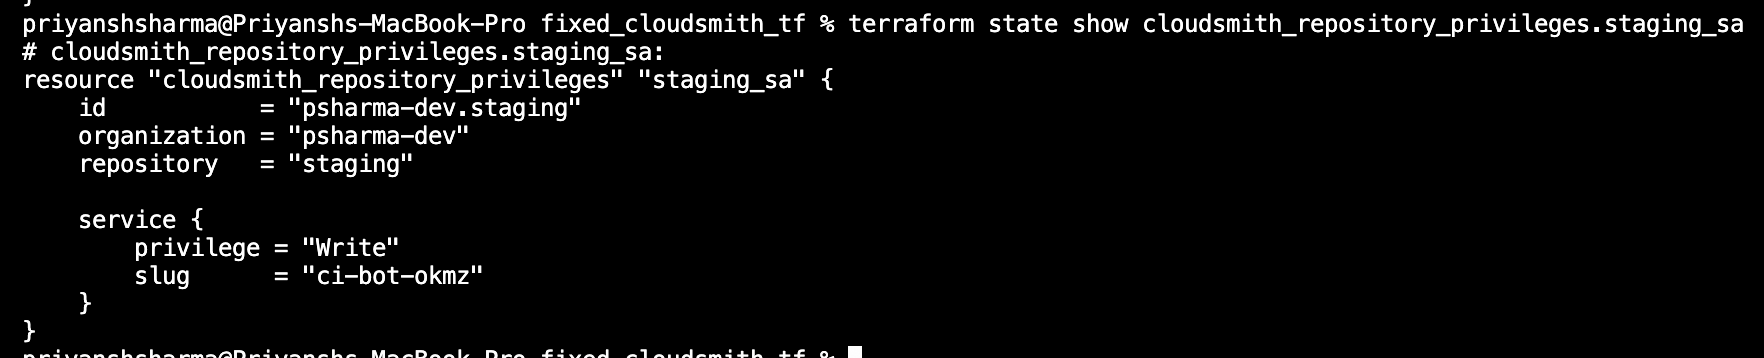 }
priyanshsharma@Priyanshs-MacBook-Pro fixed_cloudsmith_tf % terraform state show cloudsmith_repository_privileges.staging_sa
# cloudsmith_repository_privileges.staging_sa:
resource "cloudsmith_repository_privileges" "staging_sa" {
    id           = "psharma-dev.staging"
    organization = "psharma-dev"
    repository   = "staging"

    service {
        privilege = "Write"
        slug      = "ci-bot-okmz"
    }
}
priyanshsharma@Priyanshs-MacBook-Pro fixed_cloudsmith_tf %